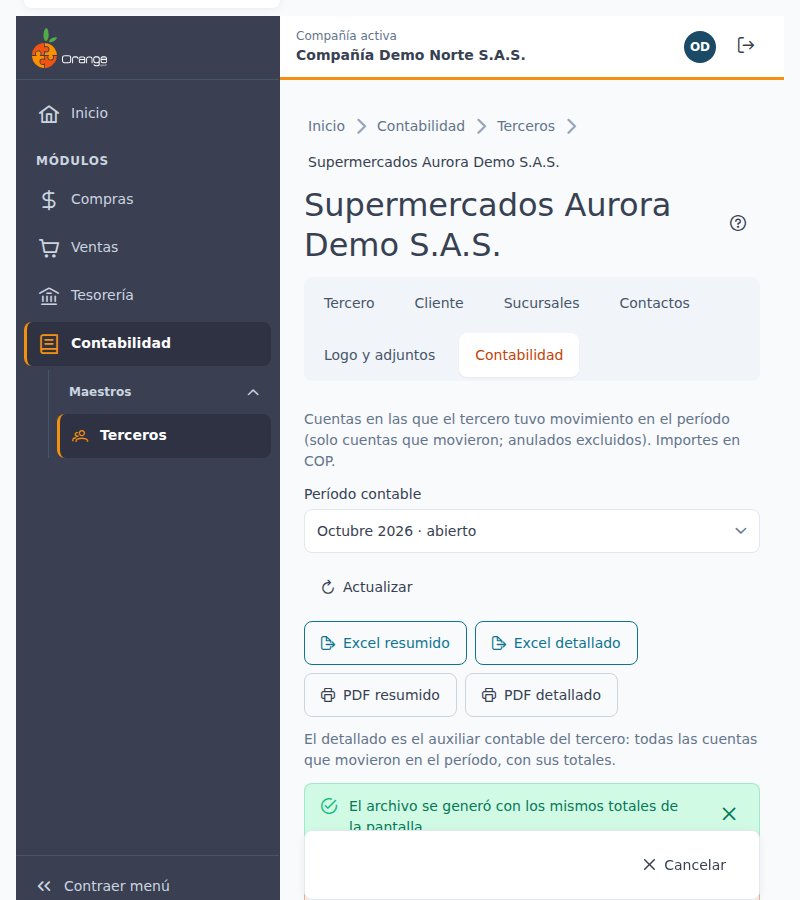 Orange
Compañía activa
Compañía Demo Norte S.A.S.
OD
Inicio
MÓDULOS
Compras
Ventas
Tesorería
Contabilidad
Maestros
Terceros
Contraer menú
Inicio
Contabilidad
Terceros
Supermercados Aurora Demo S.A.S.
Supermercados Aurora
Demo S.A.S.
Tercero
Cliente
Sucursales
Contactos
Logo y adjuntos
Contabilidad
Cuentas en las que el tercero tuvo movimiento en el período
(solo cuentas que movieron; anulados excluidos). Importes en
COP.
Período contable
Octubre 2026 · abierto
Actualizar
Excel resumido
Excel detallado
PDF resumido
PDF detallado
El detallado es el auxiliar contable del tercero: todas las cuentas
que movieron en el período, con sus totales.
El archivo se generó con los mismos totales de
la pantalla
Cancelar